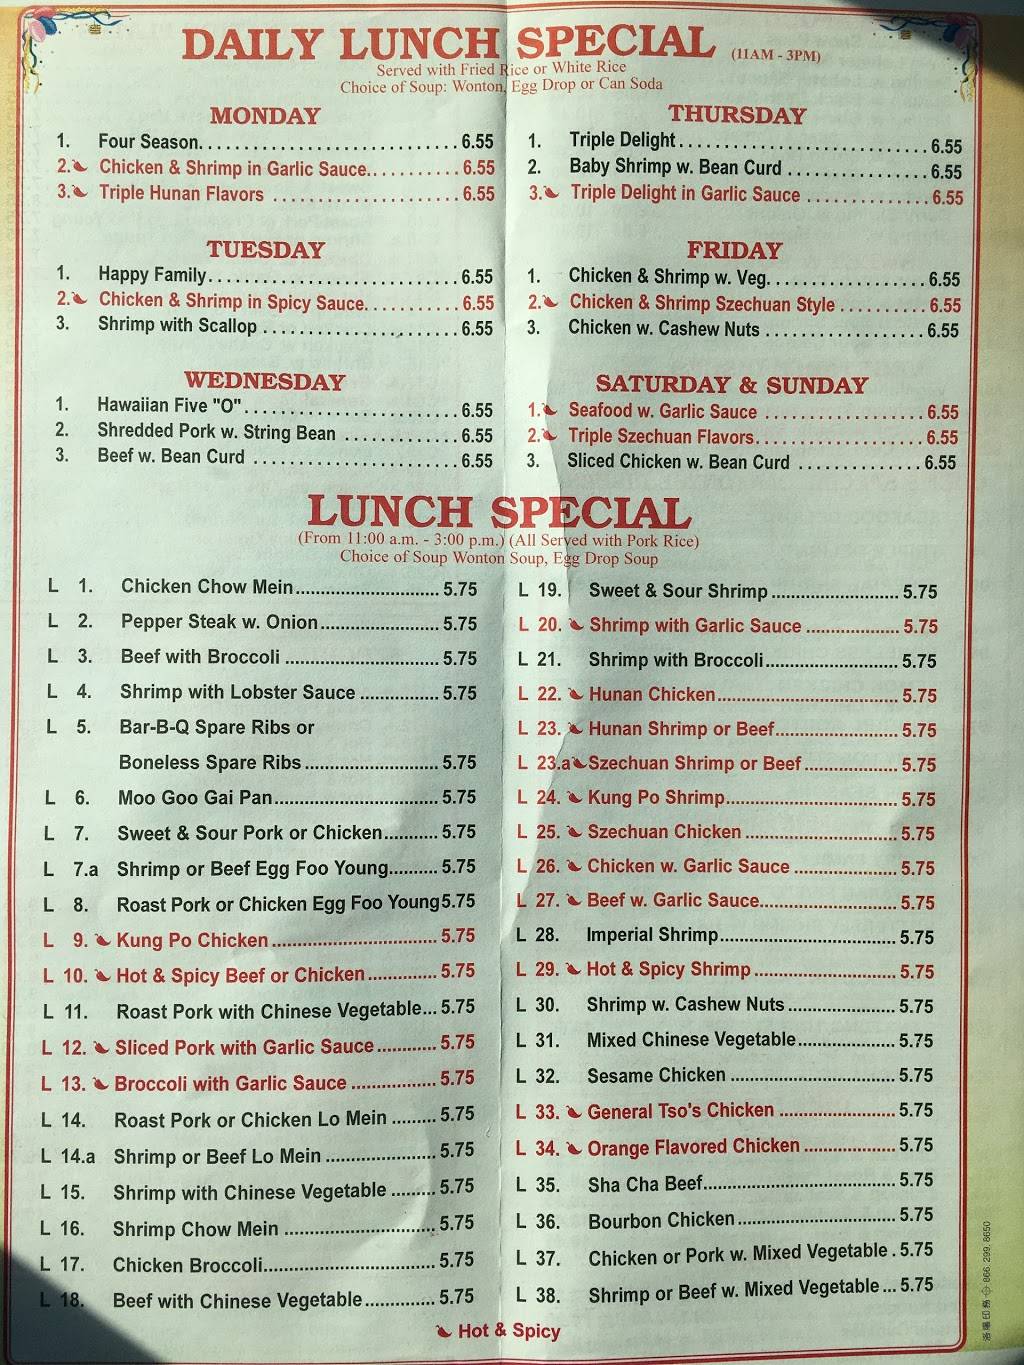 DAILY LUNCH SPECIAL (11AM - 3PM)
Served with Fried Rice or White Rice
Choice of Soup: Wonton, Egg Drop or Can Soda
MONDAY
1. Four Season. . . . . . . . . . . . . . . . . . . . . . . . . . . . 6.55
2. Chicken & Shrimp in Garlic Sauce. . . . . . . . . . . 6.55
3. Triple Hunan Flavors . . . . . . . . . . . . . . . . . . . . 6.55
TUESDAY
1. Happy Family. . . . . . . . . . . . . . . . . . . . . . . . . . . 6.55
2. Chicken & Shrimp in Spicy Sauce. . . . . . . . . . . 6.55
3. Shrimp with Scallop . . . . . . . . . . . . . . . . . . . . . 6.55
WEDNESDAY
1. Hawaiian Five "O". . . . . . . . . . . . . . . . . . . . . . . 6.55
2. Shredded Pork w. String Bean . . . . . . . . . . . . . 6.55
3. Beef w. Bean Curd . . . . . . . . . . . . . . . . . . . . . . 6.55
THURSDAY
1. Triple Delight . . . . . . . . . . . . . . . . . . . . . . . . . . . 6.55
2. Baby Shrimp w. Bean Curd . . . . . . . . . . . . . . . 6.55
3. Triple Delight in Garlic Sauce . . . . . . . . . . . . . 6.55
FRIDAY
1. Chicken & Shrimp w. Veg. . . . . . . . . . . . . . . . . 6.55
2. Chicken & Shrimp Szechuan Style . . . . . . . . . . 6.55
3. Chicken w. Cashew Nuts . . . . . . . . . . . . . . . . . 6.55
SATURDAY & SUNDAY
1. Seafood w. Garlic Sauce . . . . . . . . . . . . . . . . . 6.55
2. Triple Szechuan Flavors. . . . . . . . . . . . . . . . . . 6.55
3. Sliced Chicken w. Bean Curd . . . . . . . . . . . . . . 6.55
LUNCH SPECIAL
(From 11:00 a.m. - 3:00 p.m.) (All Served with Pork Rice)
Choice of Soup Wonton Soup, Egg Drop Soup
L 1. Chicken Chow Mein............................ 5.75
L 2. Pepper Steak w. Onion....................... 5.75
L 3. Beef with Broccoli .............................. 5.75
L 4. Shrimp with Lobster Sauce ................ 5.75
L 5. Bar-B-Q Spare Ribs or
Boneless Spare Ribs........................... 5.75
L 6. Moo Goo Gai Pan................................ 5.75
L 7. Sweet & Sour Pork or Chicken........... 5.75
L 7.a Shrimp or Beef Egg Foo Young.......... 5.75
L 8. Roast Pork or Chicken Egg Foo Young5.75
L 9. Kung Po Chicken ................................ 5.75
L 10. Hot & Spicy Beef or Chicken.............. 5.75
L 11. Roast Pork with Chinese Vegetable... 5.75
L 12. Sliced Pork with Garlic Sauce............ 5.75
L 13. Broccoli with Garlic Sauce ................. 5.75
L 14. Roast Pork or Chicken Lo Mein ......... 5.75
L 14.a Shrimp or Beef Lo Mein ...................... 5.75
L 15. Shrimp with Chinese Vegetable ......... 5.75
L 16. Shrimp Chow Mein .............................. 5.75
L 17. Chicken Broccoli.................................. 5.75
L 18. Beef with Chinese Vegetable.............. 5.75
L 19. Sweet & Sour Shrimp .......................... 5.75
L 20. Shrimp with Garlic Sauce ................... 5.75
L 21. Shrimp with Broccoli........................... 5.75
L 22. Hunan Chicken.................................... 5.75
L 23. Hunan Shrimp or Beef......................... 5.75
L 23.a Szechuan Shrimp or Beef ................... 5.75
L 24. Kung Po Shrimp.................................. 5.75
L 25. Szechuan Chicken .............................. 5.75
L 26. Chicken w. Garlic Sauce ..................... 5.75
L 27. Beef w. Garlic Sauce........................... 5.75
L 28. Imperial Shrimp................................... 5.75
L 29. Hot & Spicy Shrimp ............................. 5.75
L 30. Shrimp w. Cashew Nuts ...................... 5.75
L 31. Mixed Chinese Vegetable.................... 5.75
L 32. Sesame Chicken ................................. 5.75
L 33. General Tso's Chicken ....................... 5.75
L 34. Orange Flavored Chicken ................... 5.75
L 35. Sha Cha Beef....................................... 5.75
L 36. Bourbon Chicken ................................ 5.75
L 37. Chicken or Pork w. Mixed Vegetable . 5.75
L 38. Shrimp or Beef w. Mixed Vegetable ... 5.75
Hot & Spicy
洛陽印務 866 299. 8650